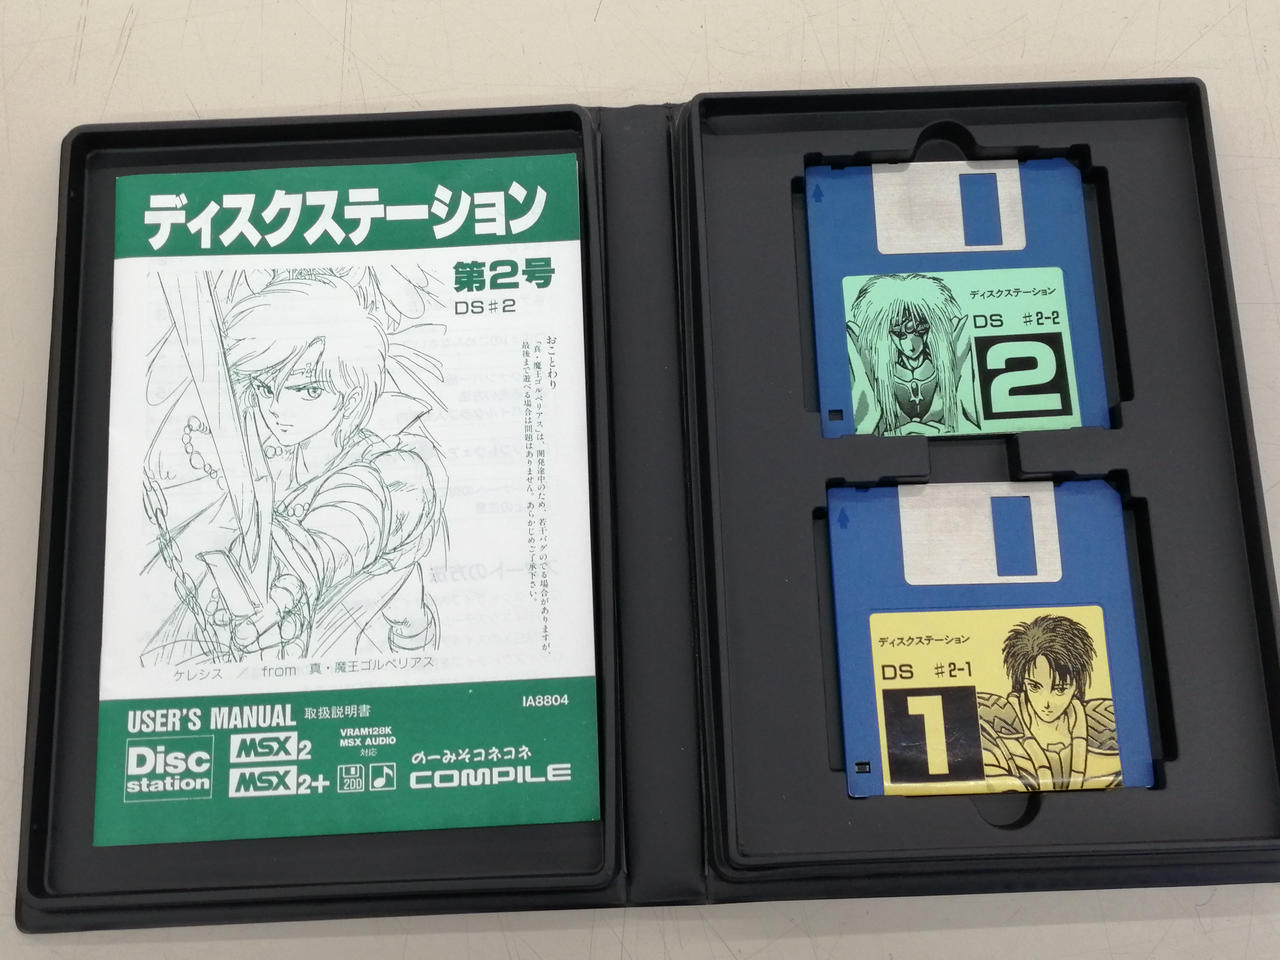 ディスクステーション
第2号
DS♯2
おことわり
「真・魔王ゴルベリアス」は、開発途中のため、若干バグのでる場合がありますが、
最後まで遊べる場合は問題はありません。あらかじめご了承下さい。
ケレシス / from 真・魔王ゴルベリアス
IA8804
USER'S MANUAL 取扱説明書
Disc
station
MSX2
VRAM128K
MSX AUDIO
対応
MSX2+
2DD
のーみそコネコネ
COMPILE
ディスクステーション
DS ♯2-2
2
ディスクステーション
DS ♯2-1
1